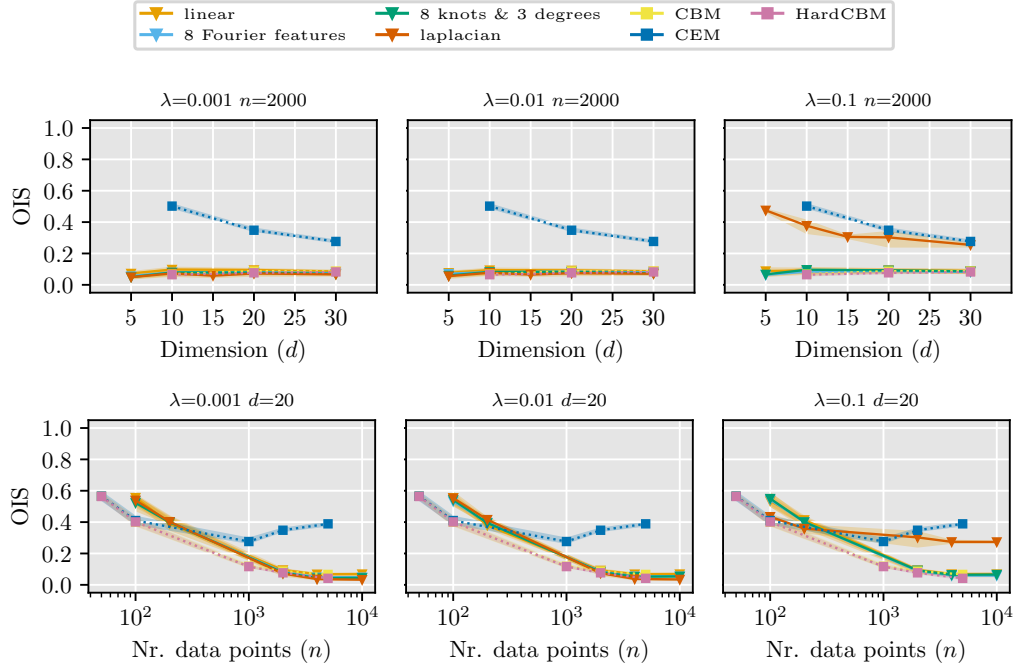 linear 8 knots & 3 degrees CBM HardCBM
8 Fourier features laplacian CEM
λ=0.001 n=2000 λ=0.01 n=2000 λ=0.1 n=2000
OIS
1.0
0.8
0.6
0.4
0.2
0.0
5 10 15 20 25 30 5 10 15 20 25 30 5 10 15 20 25 30
Dimension (d) Dimension (d) Dimension (d)
λ=0.001 d=20 λ=0.01 d=20 λ=0.1 d=20
OIS
1.0
0.8
0.6
0.4
0.2
0.0
10² 10³ 10⁴ 10² 10³ 10⁴ 10² 10³ 10⁴
Nr. data points (n) Nr. data points (n) Nr. data points (n)